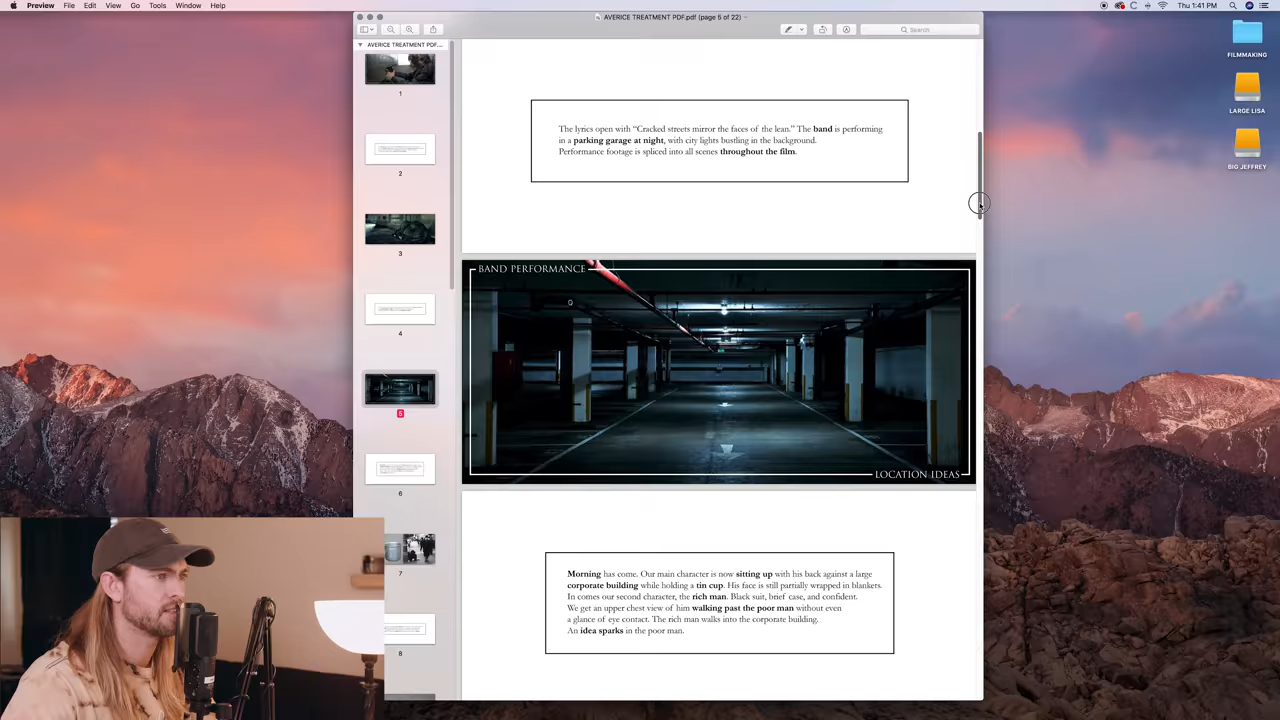 Preview File Edit View Go Tools Window Help
Thu 1:41 PM
AVERICE TREATMENT PDF.pdf (page 5 of 22)
Search
AVERICE TREATMENT PDF...
1
2
3
4
5
6
7
8
The lyrics open with “Cracked streets mirror the faces of the lean.” The band is performing
in a parking garage at night, with city lights bustling in the background.
Performance footage is spliced into all scenes throughout the film.
BAND PERFORMANCE
LOCATION IDEAS
Morning has come. Our main character is now sitting up with his back against a large
corporate building while holding a tin cup. His face is still partially wrapped in blankets.
In comes our second character, the rich man. Black suit, brief case, and confident.
We get an upper chest view of him walking past the poor man without even
a glance of eye contact. The rich man walks into the corporate building.
An idea sparks in the poor man.
FILMMAKING
LARGE LISA
BIG JEFFREY